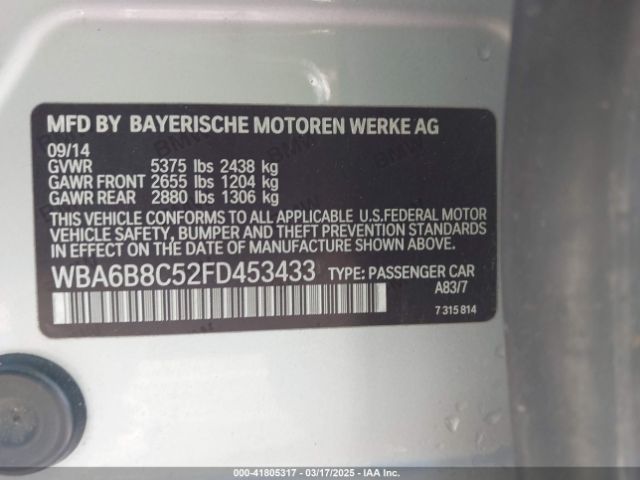 MFD BY BAYERISCHE MOTOREN WERKE AG
09/14
GVWR 5375 lbs 2438 kg
GAWR FRONT 2655 lbs 1204 kg
GAWR REAR 2880 lbs 1306 kg
THIS VEHICLE CONFORMS TO ALL APPLICABLE U.S.FEDERAL MOTOR
VEHICLE SAFETY, BUMPER AND THEFT PREVENTION STANDARDS
IN EFFECT ON THE DATE OF MANUFACTURE SHOWN ABOVE.
WBA6B8C52FD453433 TYPE: PASSENGER CAR
A83/7
7 315 814
000-41805317 - 03/17/2025 - IAAI.COM